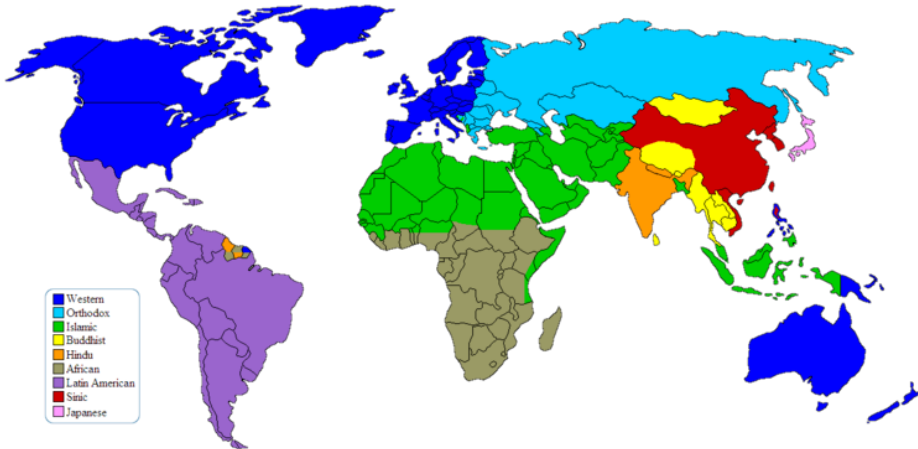 Western
Orthodox
Islamic
Buddhist
Hindu
African
Latin American
Sinic
Japanese